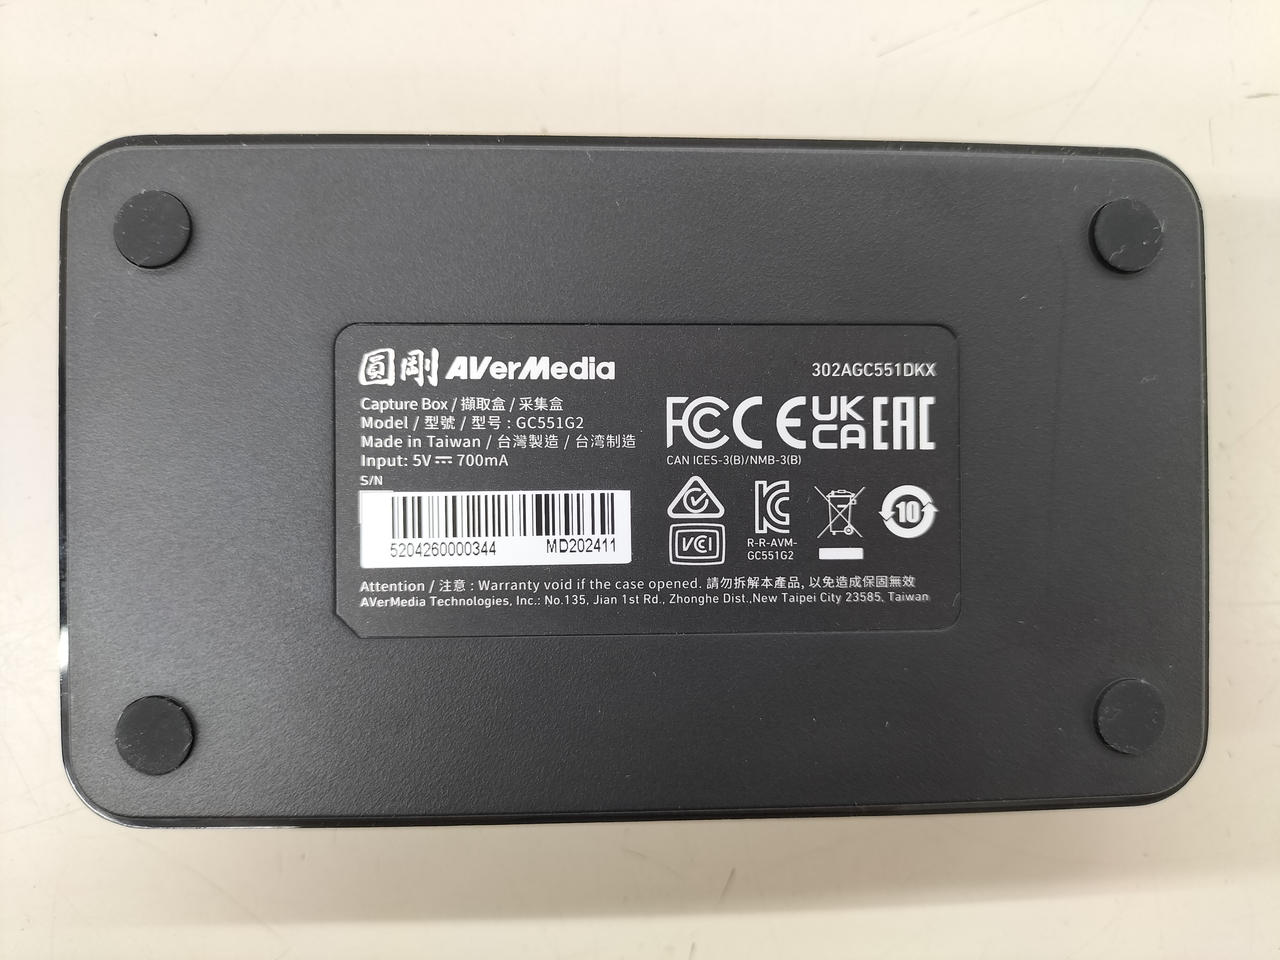 圓剛 AVerMedia
302AGC551DKX
Capture Box / 擷取盒 / 采集盒
Model / 型號 / 型号 : GC551G2
Made in Taiwan / 台灣製造 / 台湾制造
Input: 5V⎓700mA
S/N
5204260000344 MD202411
FCC CE UKCA EAC
CAN ICES-3(B)/NMB-3(B)
VCI
R-R-AVM-
GC551G2
10
Attention / 注意 : Warranty void if the case opened. 請勿拆解本產品, 以免造成保固無效
AVerMedia Technologies, Inc.: No.135, Jian 1st Rd., Zhonghe Dist.,New Taipei City 23585, Taiwan